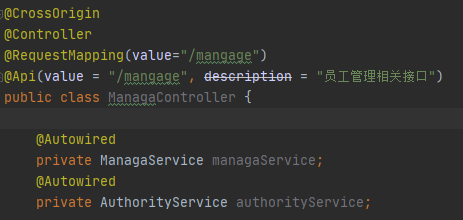 @CrossOrigin
@Controller
@RequestMapping(value="/mangage")
@Api(value = "/mangage", description = "员工管理相关接口")
public class ManagaController {
@Autowired
private ManagaService managaService;
@Autowired
private AuthorityService authorityService;